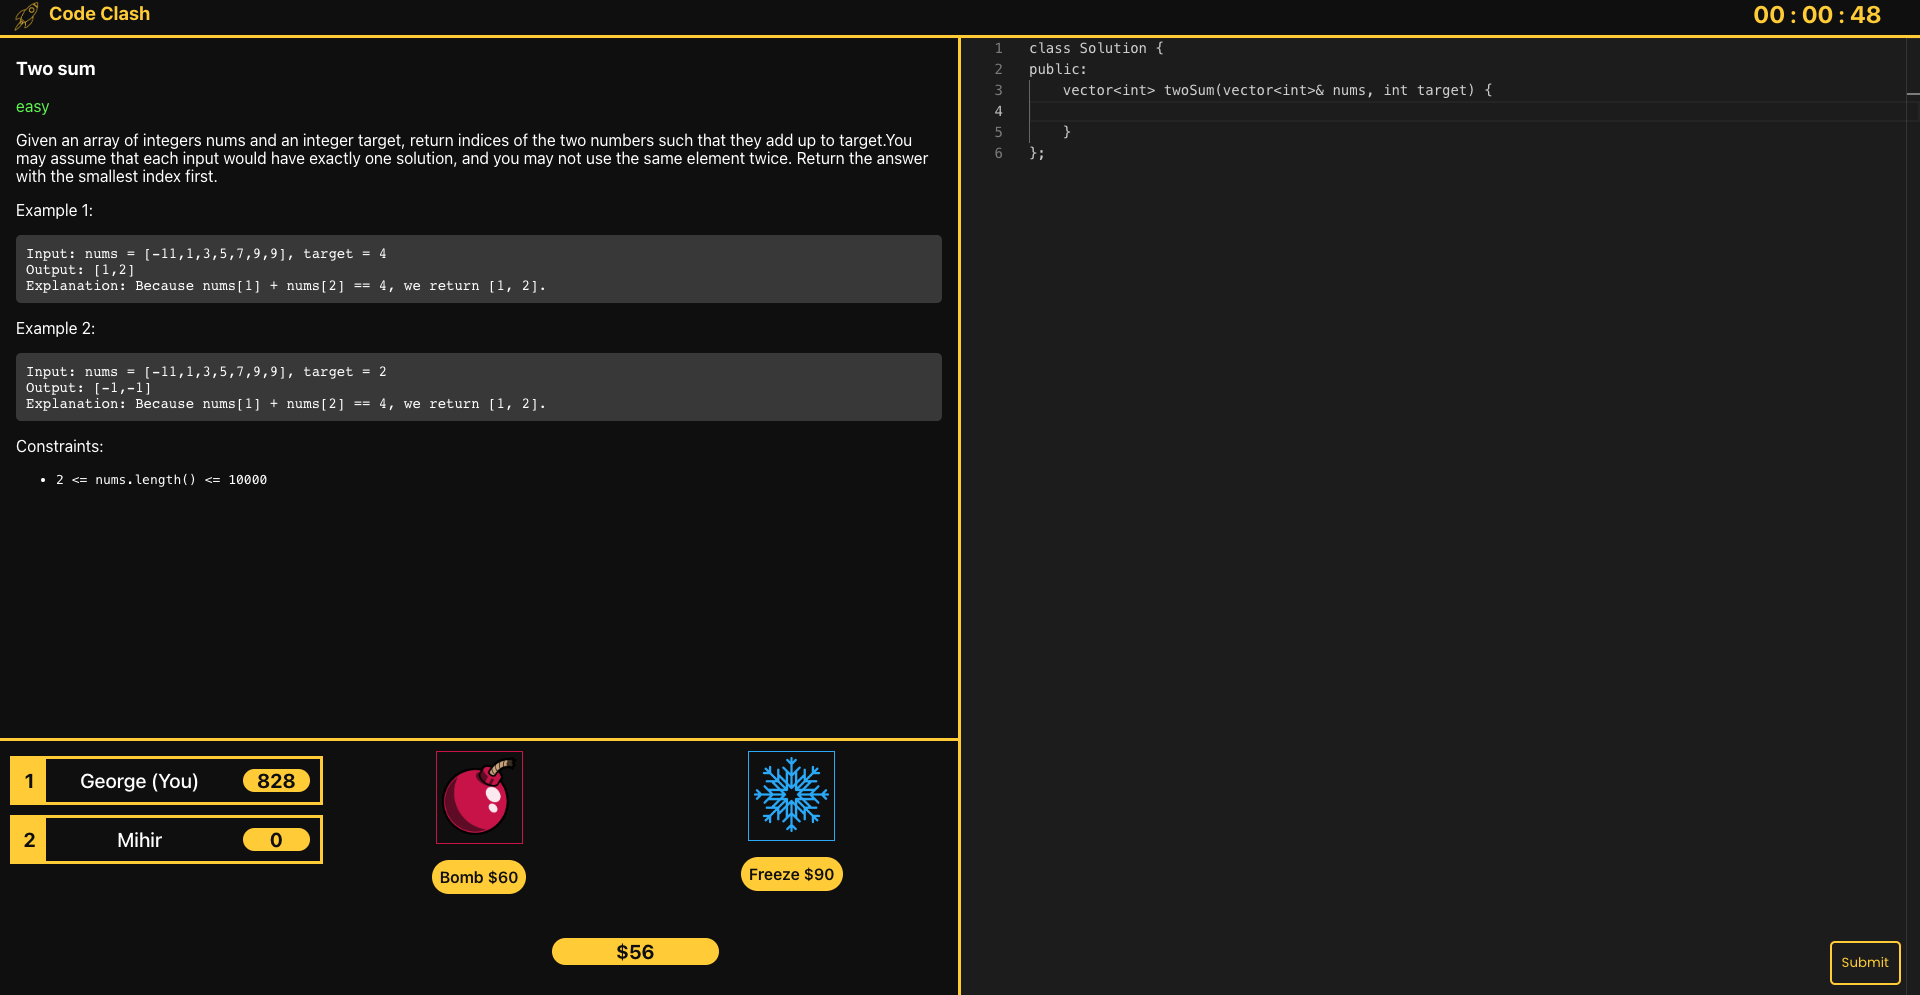 Code Clash
00 : 00 : 48
Two sum
easy
Given an array of integers nums and an integer target, return indices of the two numbers such that they add up to target.You
may assume that each input would have exactly one solution, and you may not use the same element twice. Return the answer
with the smallest index first.
Example 1:
Input: nums = [-11,1,3,5,7,9,9], target = 4
Output: [1,2]
Explanation: Because nums[1] + nums[2] == 4, we return [1, 2].
Example 2:
Input: nums = [-11,1,3,5,7,9,9], target = 2
Output: [-1,-1]
Explanation: Because nums[1] + nums[2] == 4, we return [1, 2].
Constraints:
• 2 <= nums.length() <= 10000
1 George (You) 828
2 Mihir 0
Bomb $60
Freeze $90
$56
1 class Solution {
2 public:
3     vector<int> twoSum(vector<int>& nums, int target) {
4
5     }
6 };
Submit